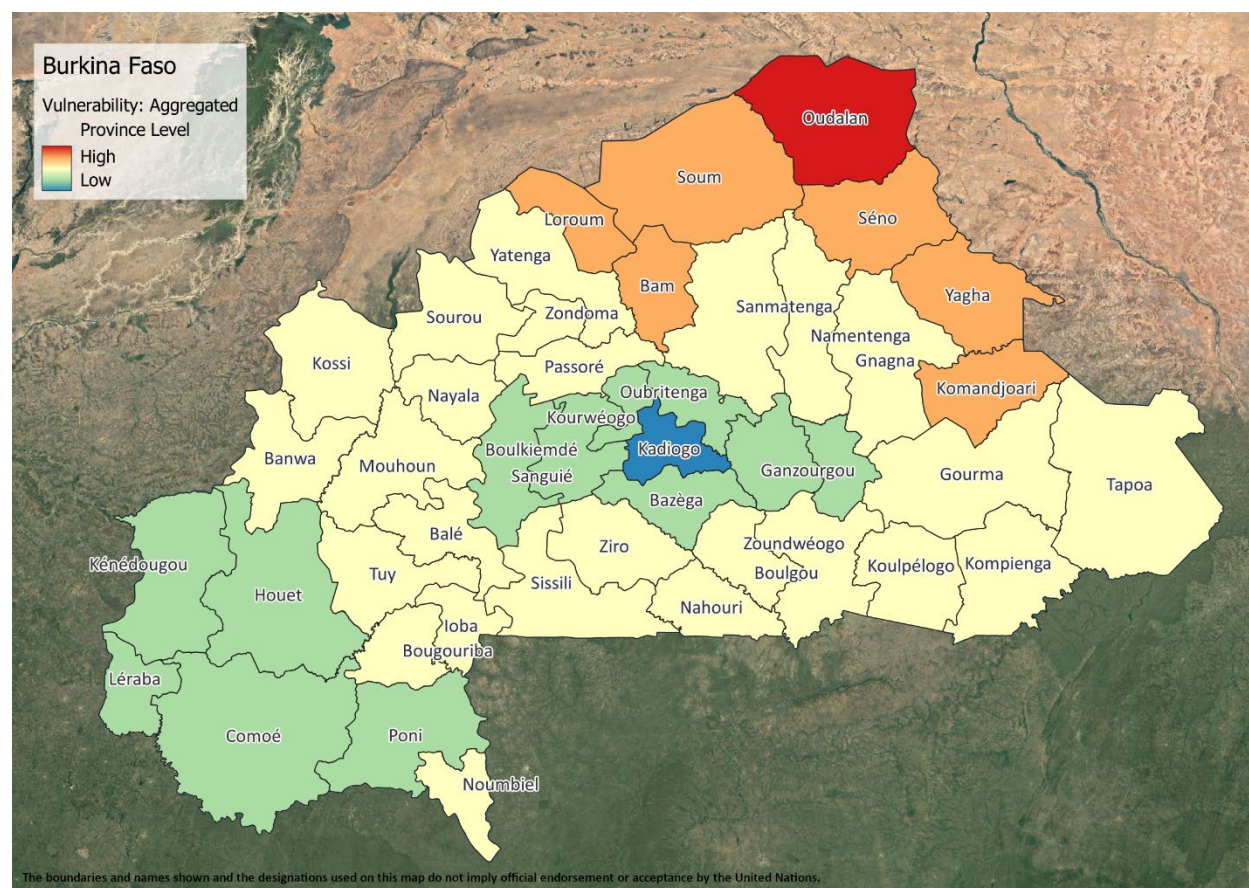 Burkina Faso
Vulnerability: Aggregated
Province Level
High
Low
Oudalan
Soum
Séno
Loroum
Yatenga
Bam
Yagha
Sanmatenga
Zondoma
Sourou
Namentenga
Gnagna
Kossi
Passoré
Komandjoari
Oubritenga
Nayala
Kourwéogo
Boulkiemdé
Kadiogo
Banwa
Mouhoun
Sanguié
Ganzourgou
Gourma
Tapoa
Bazèga
Balé
Ziro
Zoundwéogo
Kénédougou
Tuy
Boulgou
Koulpélogo
Kompienga
Houet
Sissili
Nahouri
Ioba
Bougouriba
Léraba
Comoé
Poni
Noumbiel
The boundaries and names shown and the designations used on this map do not imply official endorsement or acceptance by the United Nations.